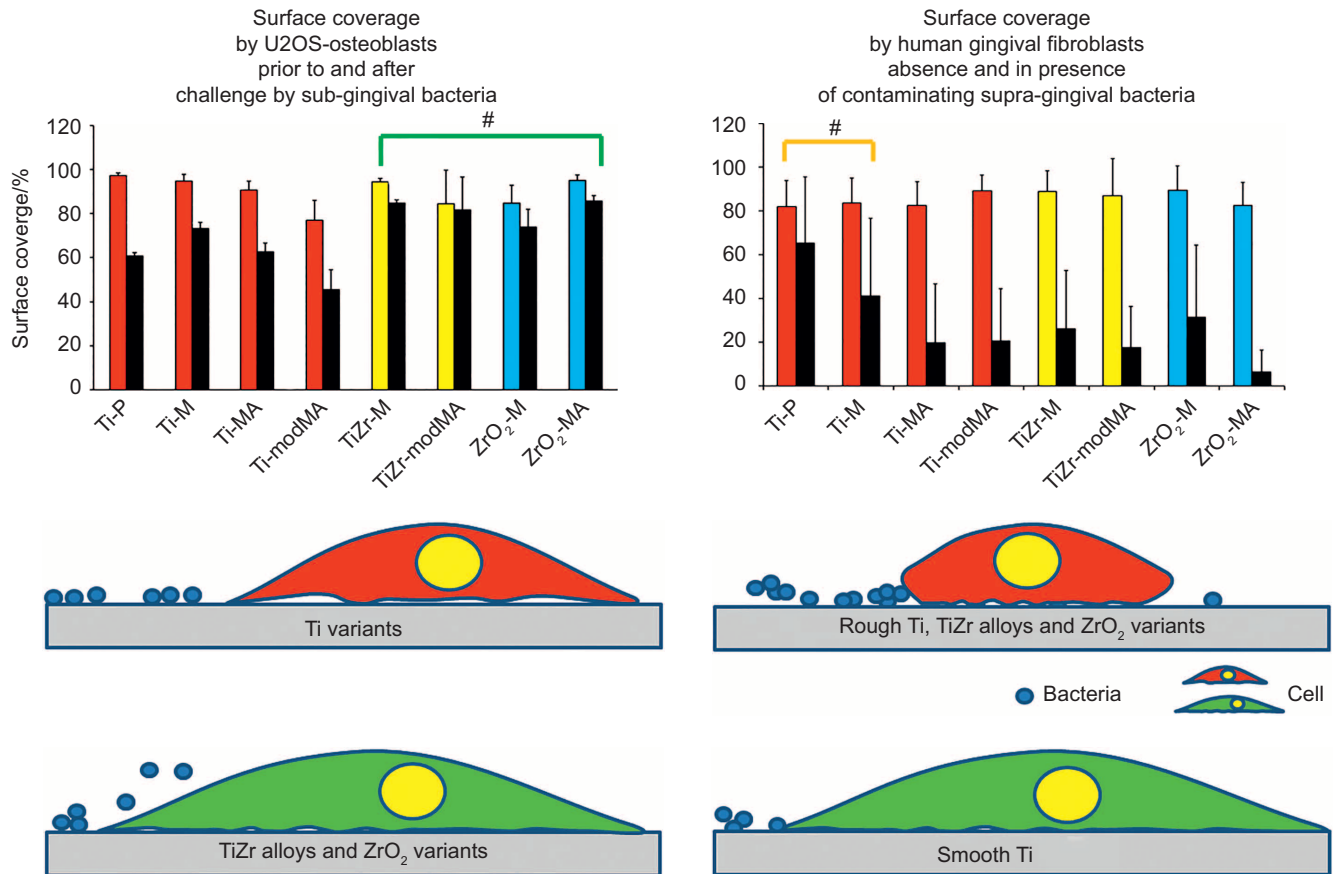 Surface coverage
by U2OS-osteoblasts
prior to and after
challenge by sub-gingival bacteria
#
Surface coverge/%
120
100
80
60
40
20
0
Ti-P
Ti-M
Ti-MA
Ti-modMA
TiZr-M
TiZr-modMA
ZrO₂-M
ZrO₂-MA
Surface coverage
by human gingival fibroblasts
absence and in presence
of contaminating supra-gingival bacteria
#
120
100
80
60
40
20
0
Ti-P
Ti-M
Ti-MA
Ti-modMA
TiZr-M
TiZr-modMA
ZrO₂-M
ZrO₂-MA
Ti variants
Rough Ti, TiZr alloys and ZrO₂ variants
Bacteria
Cell
TiZr alloys and ZrO₂ variants
Smooth Ti